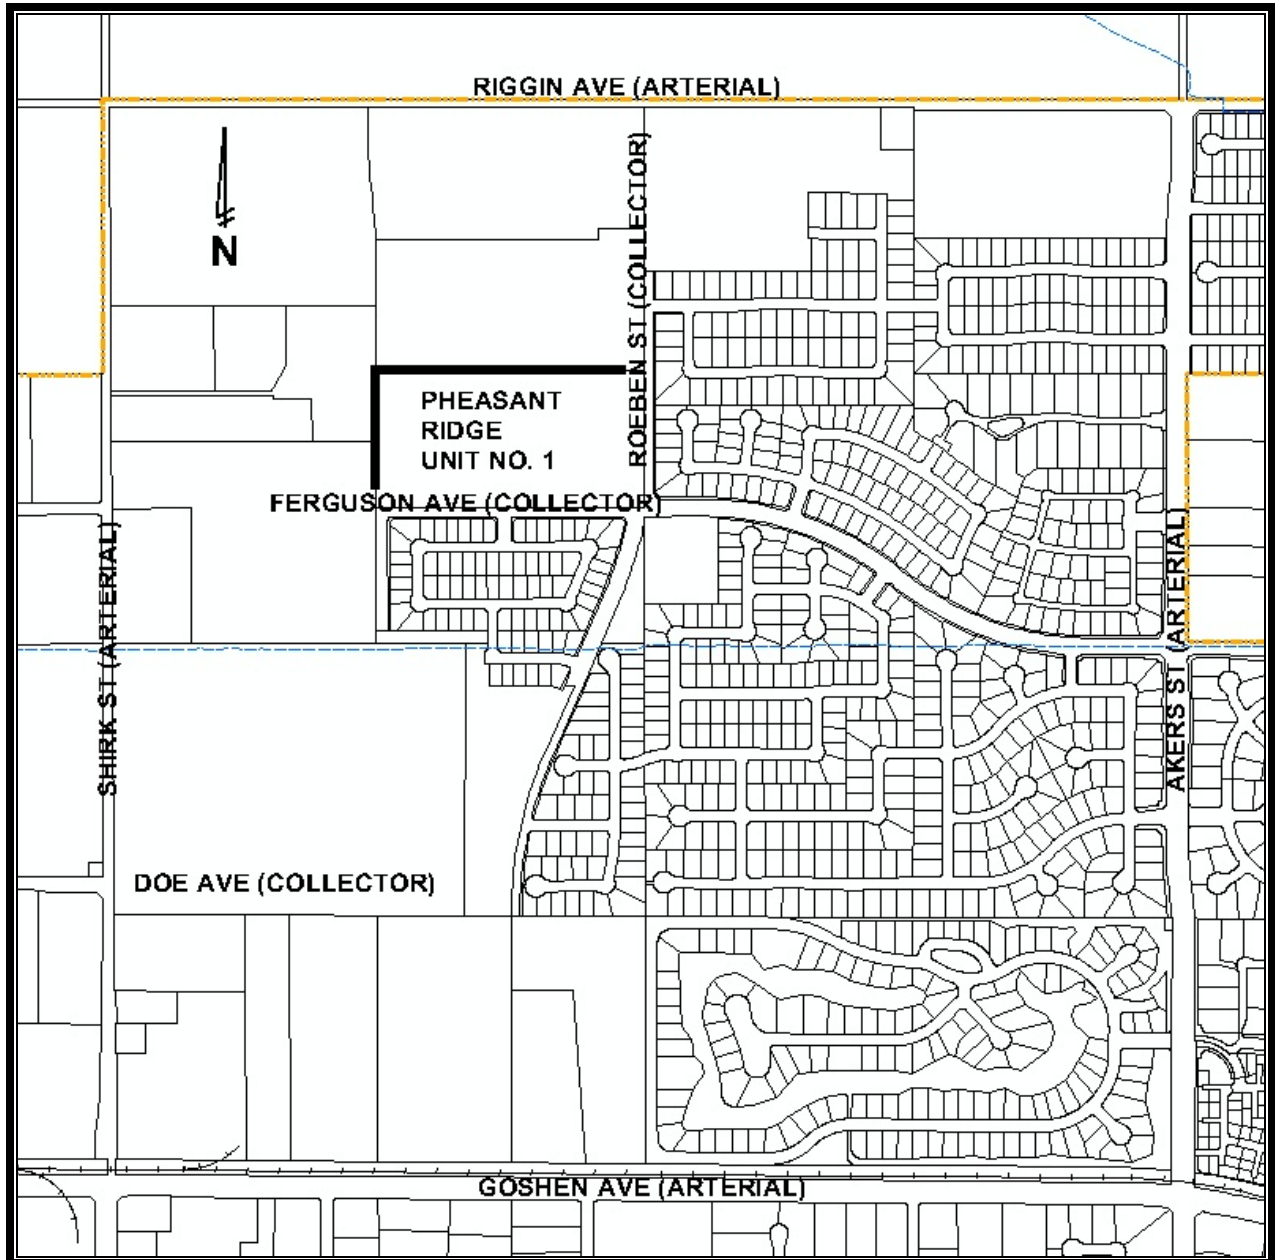 RIGGIN AVE (ARTERIAL)
N
ROEBEN ST (COLLECTOR)
PHEASANT
RIDGE
UNIT NO. 1
FERGUSON AVE (COLLECTOR)
SHIRK ST (ARTERIAL)
AKERS ST (ARTERIAL)
DOE AVE (COLLECTOR)
GOSHEN AVE (ARTERIAL)